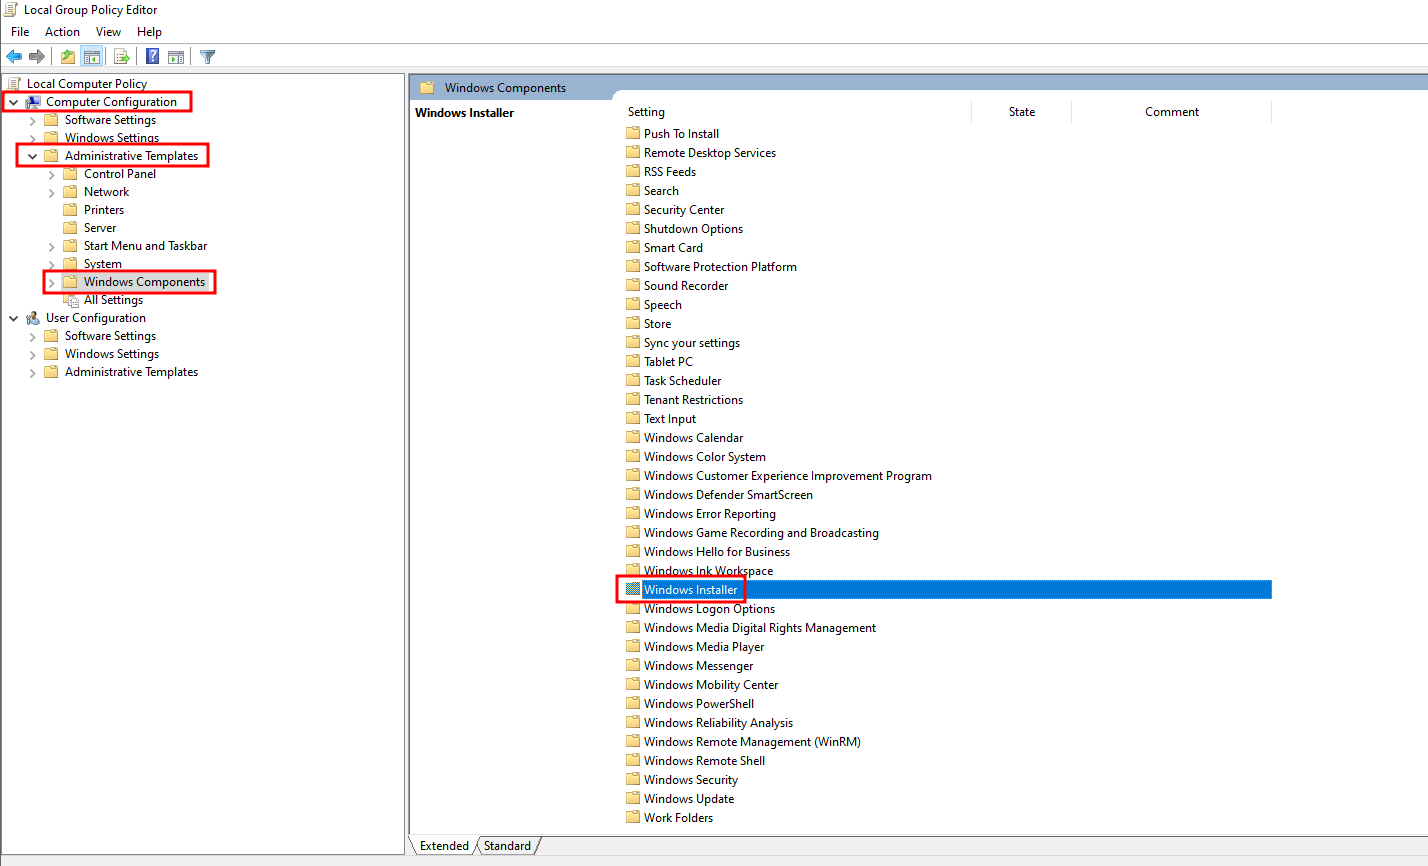 Local Group Policy Editor
File Action View Help
Local Computer Policy
Computer Configuration
Software Settings
Windows Settings
Administrative Templates
Control Panel
Network
Printers
Server
Start Menu and Taskbar
System
Windows Components
All Settings
User Configuration
Software Settings
Windows Settings
Administrative Templates
Windows Components
Windows Installer
Setting State Comment
Push To Install
Remote Desktop Services
RSS Feeds
Search
Security Center
Shutdown Options
Smart Card
Software Protection Platform
Sound Recorder
Speech
Store
Sync your settings
Tablet PC
Task Scheduler
Tenant Restrictions
Text Input
Windows Calendar
Windows Color System
Windows Customer Experience Improvement Program
Windows Defender SmartScreen
Windows Error Reporting
Windows Game Recording and Broadcasting
Windows Hello for Business
Windows Ink Workspace
Windows Installer
Windows Logon Options
Windows Media Digital Rights Management
Windows Media Player
Windows Messenger
Windows Mobility Center
Windows PowerShell
Windows Reliability Analysis
Windows Remote Management (WinRM)
Windows Remote Shell
Windows Security
Windows Update
Work Folders
Extended Standard